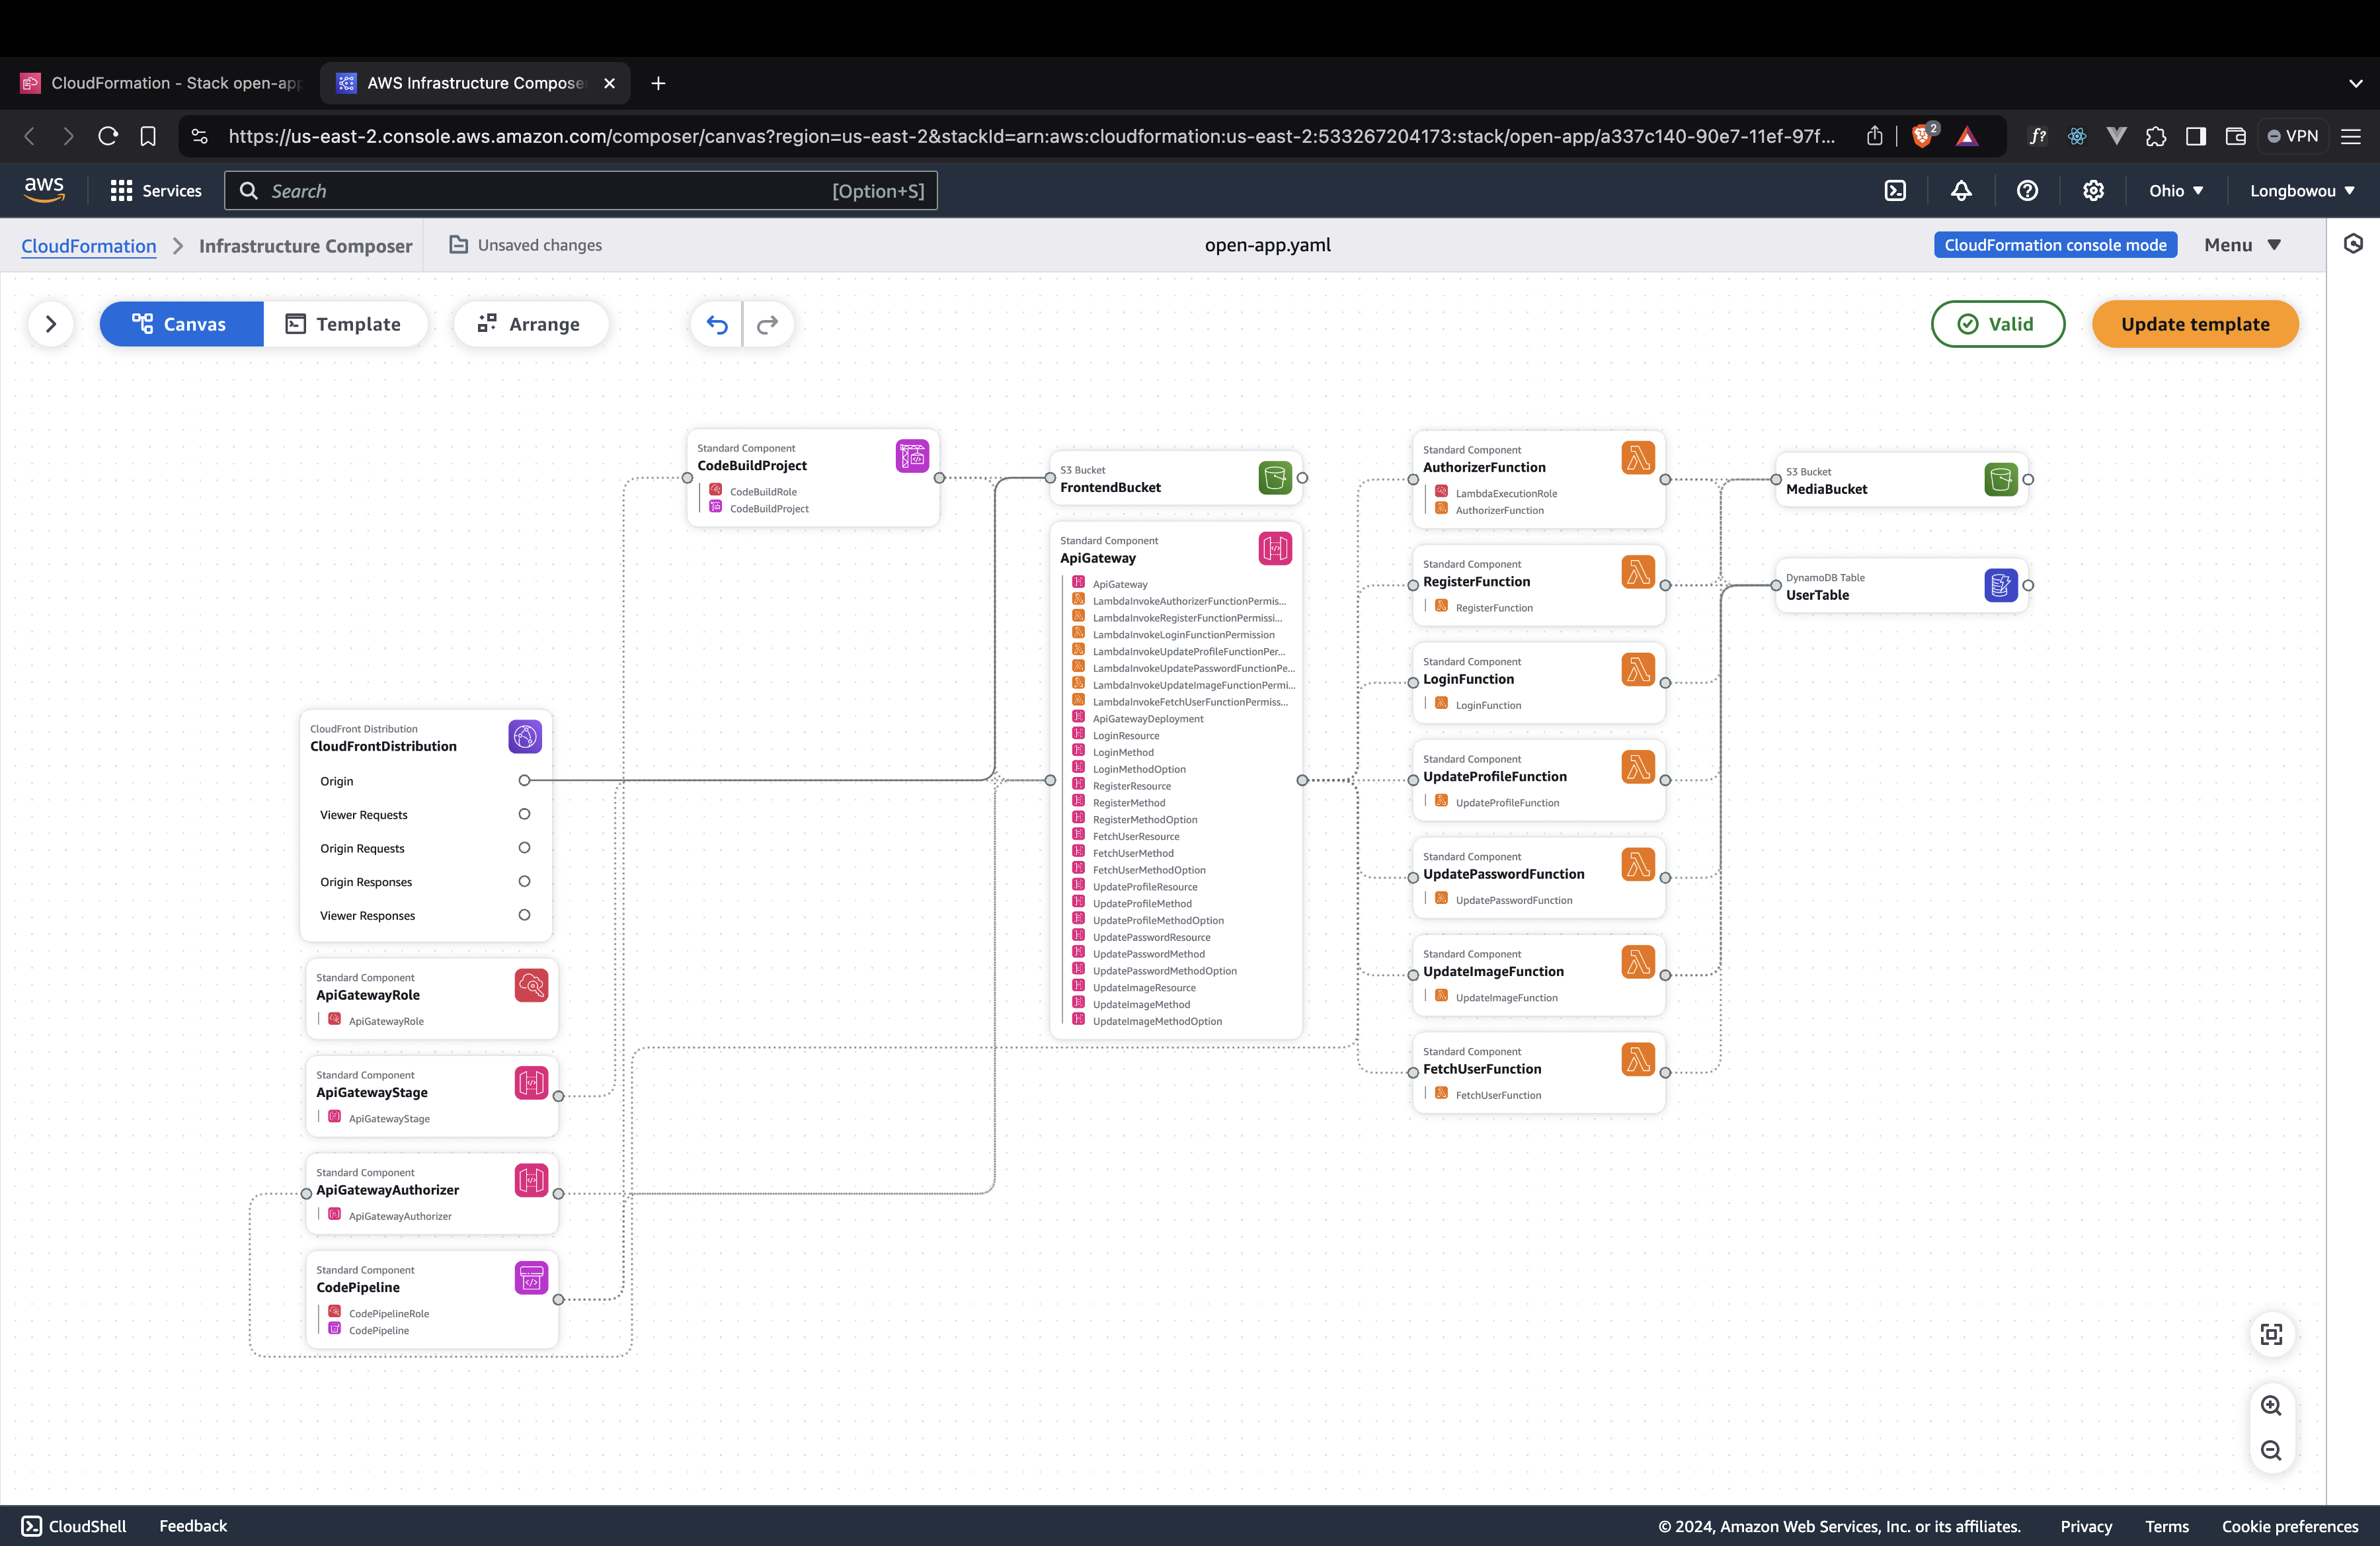 CloudFormation - Stack open-app
AWS Infrastructure Compose
https://us-east-2.console.aws.amazon.com/composer/canvas?region=us-east-2&stackId=arn:aws:cloudformation:us-east-2:533267204173:stack/open-app/a337c140-90e7-11ef-97f...
2
f?
VPN
aws
Services
Search
[Option+S]
Ohio
Longbowou
CloudFormation
Infrastructure Composer
Unsaved changes
open-app.yaml
CloudFormation console mode
Menu
Canvas
Template
Arrange
Valid
Update template
Standard Component
CodeBuildProject
CodeBuildRole
CodeBuildProject
S3 Bucket
FrontendBucket
Standard Component
ApiGateway
ApiGateway
LambdaInvokeAuthorizerFunctionPermis...
LambdaInvokeRegisterFunctionPermissi...
LambdaInvokeLoginFunctionPermission
LambdaInvokeUpdateProfileFunctionPer...
LambdaInvokeUpdatePasswordFunctionPe...
LambdaInvokeUpdateImageFunctionPermi...
LambdaInvokeFetchUserFunctionPermiss...
ApiGatewayDeployment
LoginResource
LoginMethod
LoginMethodOption
RegisterResource
RegisterMethod
RegisterMethodOption
FetchUserResource
FetchUserMethod
FetchUserMethodOption
UpdateProfileResource
UpdateProfileMethod
UpdateProfileMethodOption
UpdatePasswordResource
UpdatePasswordMethod
UpdatePasswordMethodOption
UpdateImageResource
UpdateImageMethod
UpdateImageMethodOption
Standard Component
AuthorizerFunction
LambdaExecutionRole
AuthorizerFunction
Standard Component
RegisterFunction
RegisterFunction
Standard Component
LoginFunction
LoginFunction
Standard Component
UpdateProfileFunction
UpdateProfileFunction
Standard Component
UpdatePasswordFunction
UpdatePasswordFunction
Standard Component
UpdateImageFunction
UpdateImageFunction
Standard Component
FetchUserFunction
FetchUserFunction
S3 Bucket
MediaBucket
DynamoDB Table
UserTable
CloudFront Distribution
CloudFrontDistribution
Origin
Viewer Requests
Origin Requests
Origin Responses
Viewer Responses
Standard Component
ApiGatewayRole
ApiGatewayRole
Standard Component
ApiGatewayStage
ApiGatewayStage
Standard Component
ApiGatewayAuthorizer
ApiGatewayAuthorizer
Standard Component
CodePipeline
CodePipelineRole
CodePipeline
CloudShell
Feedback
© 2024, Amazon Web Services, Inc. or its affiliates.
Privacy
Terms
Cookie preferences